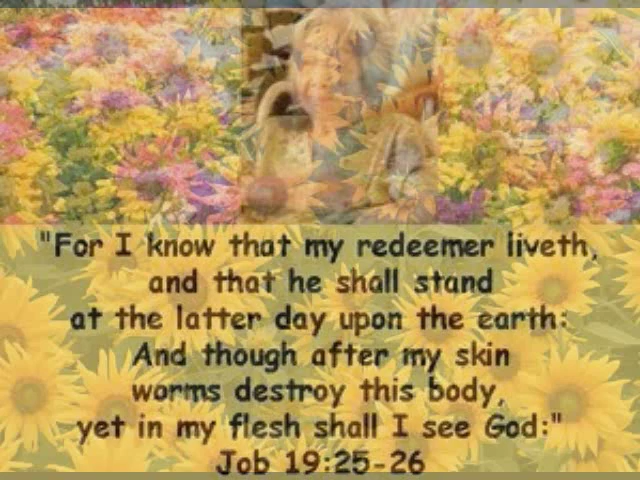 "For I know that my redeemer liveth,
and that he shall stand
at the latter day upon the earth:
And though after my skin
worms destroy this body,
yet in my flesh shall I see God:"
Job 19:25-26